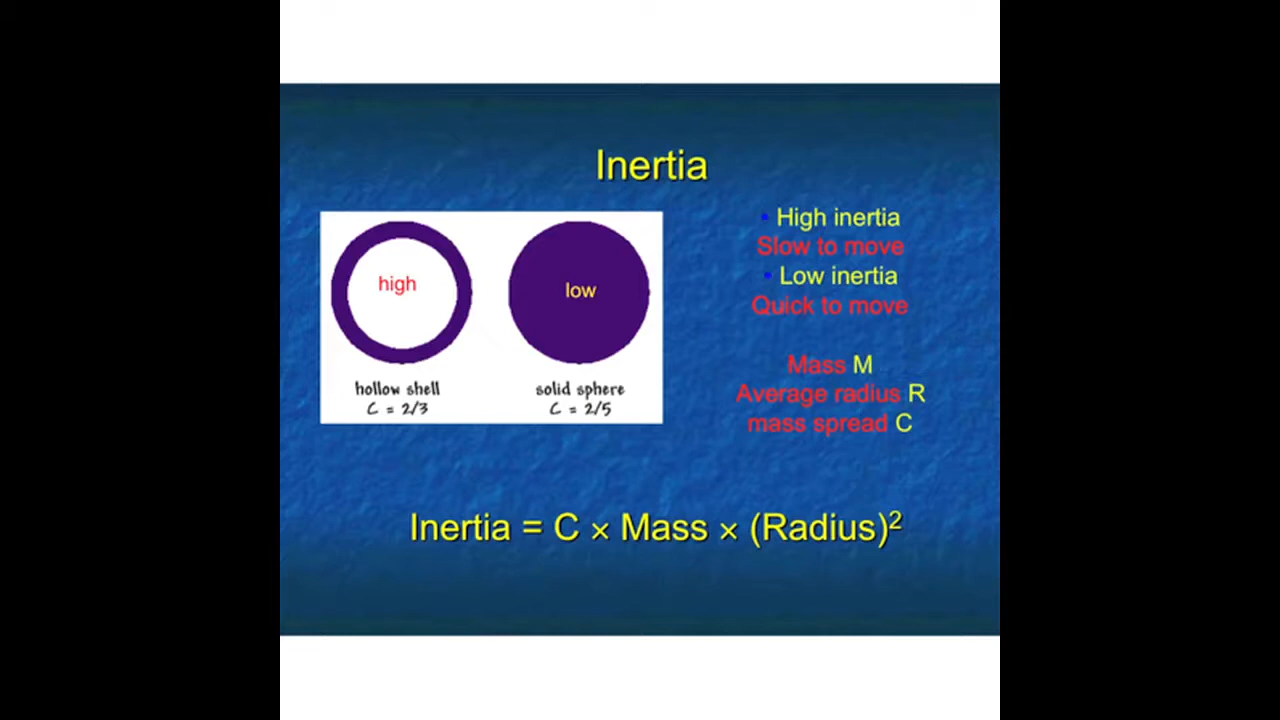 Inertia
high
low
hollow shell
C = 2/3
solid sphere
C = 2/5
• High inertia
Slow to move
• Low inertia
Quick to move
Mass M
Average radius R
mass spread C
Inertia = C × Mass × (Radius)²